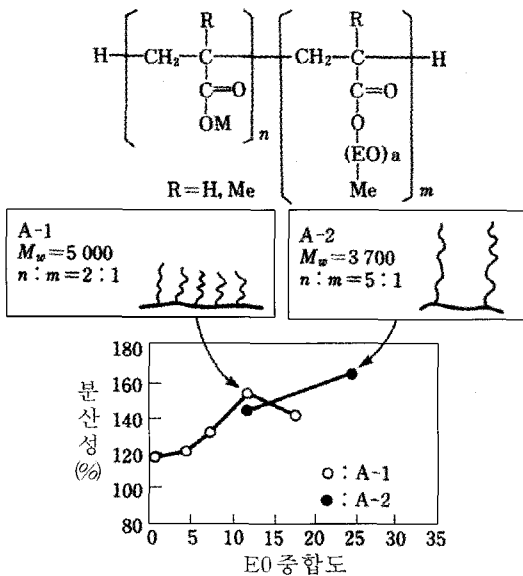 R
R
H
CH₂
C
CH₂
C
H
C=O
C=O
OM
n
O
(EO)a
Me
m
R=H, Me
A-1
Mw=5 000
n:m=2:1
A-2
Mw=3 700
n:m=5:1
분산성(%)
180
160
140
120
100
80
0 5 10 15 20 25 30 35
○ : A-1
● : A-2
EO 중합도